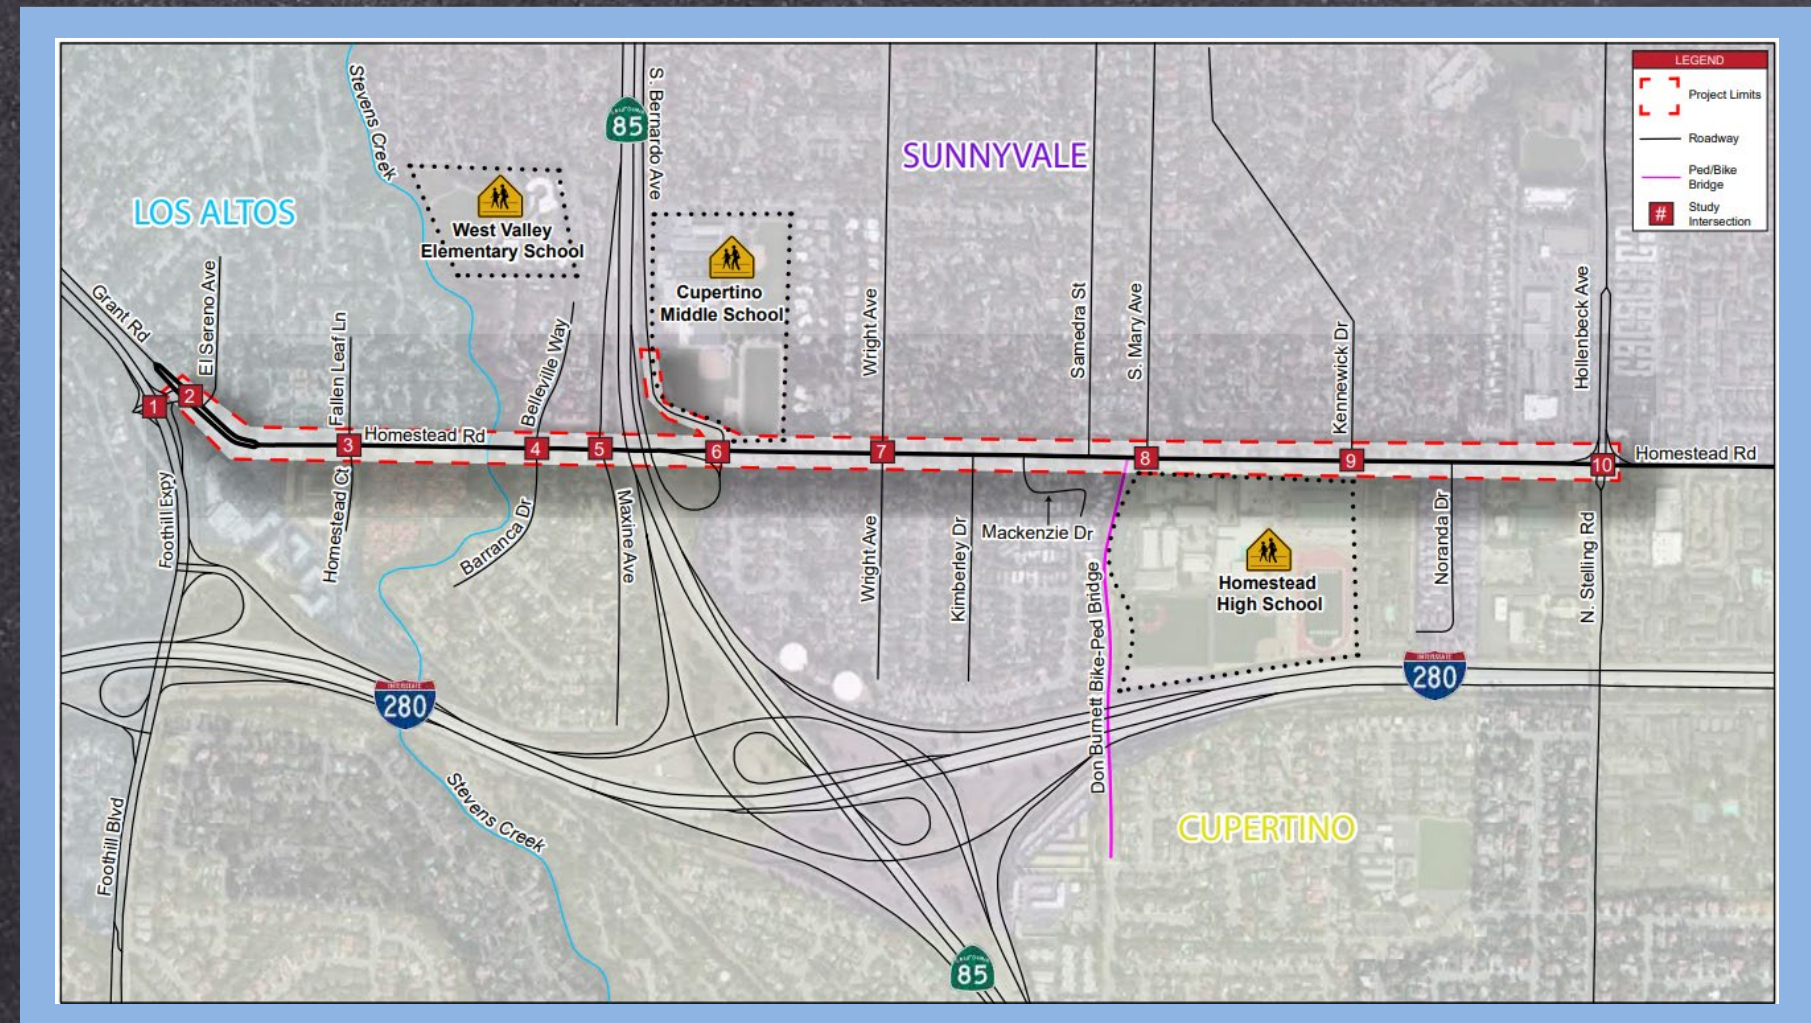 LEGEND
Project Limits
Roadway
Ped/Bike
Bridge
#
Study
Intersection
Stevens Creek
85
S. Bernardo Ave
SUNNYVALE
LOS ALTOS
West Valley
Elementary School
Cupertino
Middle School
Grant Rd
El Sereno Ave
Fallen Leaf Ln
Belleville Way
Wright Ave
Samedra St
S. Mary Ave
Kennewick Dr
Hollenbeck Ave
1
2
3
Homestead Rd
4
5
6
7
8
9
10
Homestead Rd
Foothill Expy
Homestead Ct
Barranca Dr
Maxine Ave
Wright Ave
Kimberley Dr
Mackenzie Dr
Don Burnett Bike-Ped Bridge
Homestead
High School
Noranda Dr
N. Stelling Rd
INTERSTATE
280
INTERSTATE
280
Foothill Blvd
Stevens Creek
CUPERTINO
85